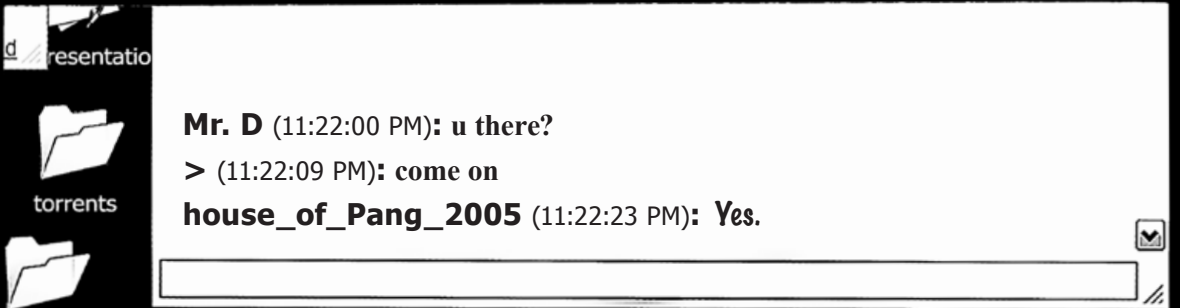 d
resentatio
torrents
Mr. D (11:22:00 PM): u there?
> (11:22:09 PM): come on
house_of_Pang_2005 (11:22:23 PM): Yes.